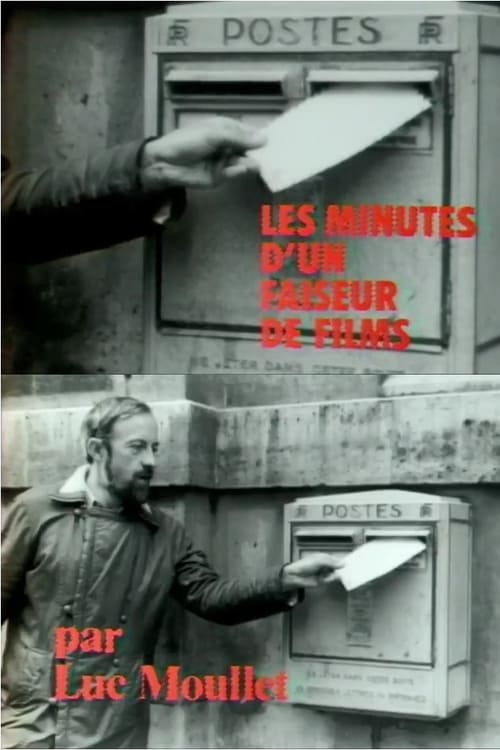 POSTES
LES MINUTES
D'UN
FAISEUR
DE FILMS
POSTES
par
Luc Moullet